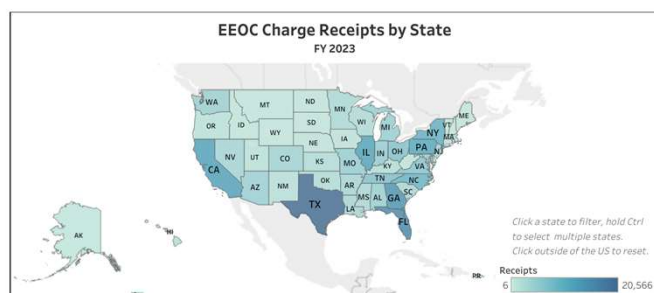 EEOC Charge Receipts by State
FY 2023
WA
MT
ND
MN
ME
VT
OR
ID
SD
WI
MI
NY
MA
WY
IA
NE
PA
NJ
NV
UT
CO
KS
MO
IL
IN
OH
KY
VA
CA
AZ
NM
OK
AR
TN
NC
SC
TX
LA
MS
AL
GA
FL
AK
HI
PR
Click a state to filter, hold Ctrl
to select multiple states.
Click outside of the US to reset.
Receipts
6
20,566